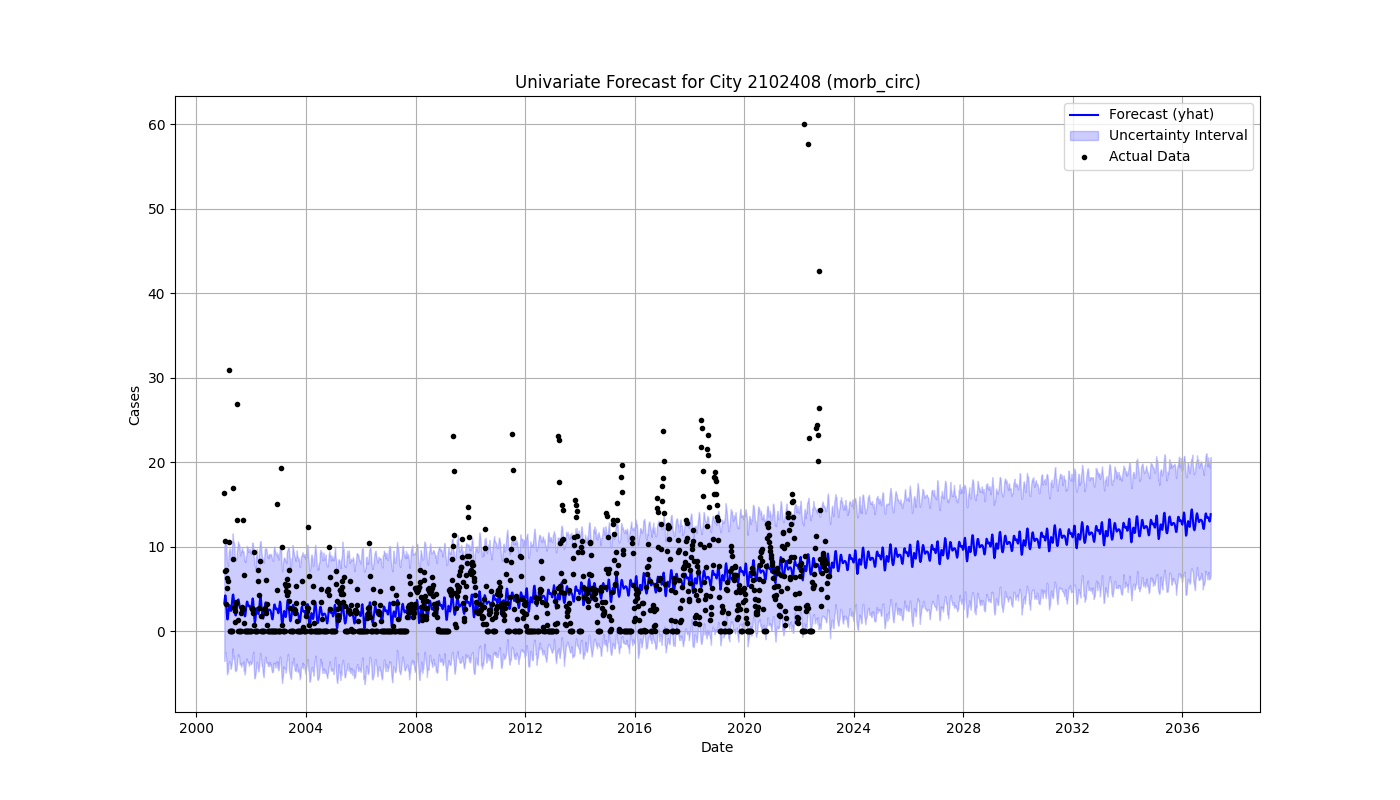 Univariate Forecast for City 2102408 (morb_circ)
Forecast (yhat)
Uncertainty Interval
Actual Data
60
50
40
30
20
10
0
Cases
2000 2004 2008 2012 2016 2020 2024 2028 2032 2036
Date